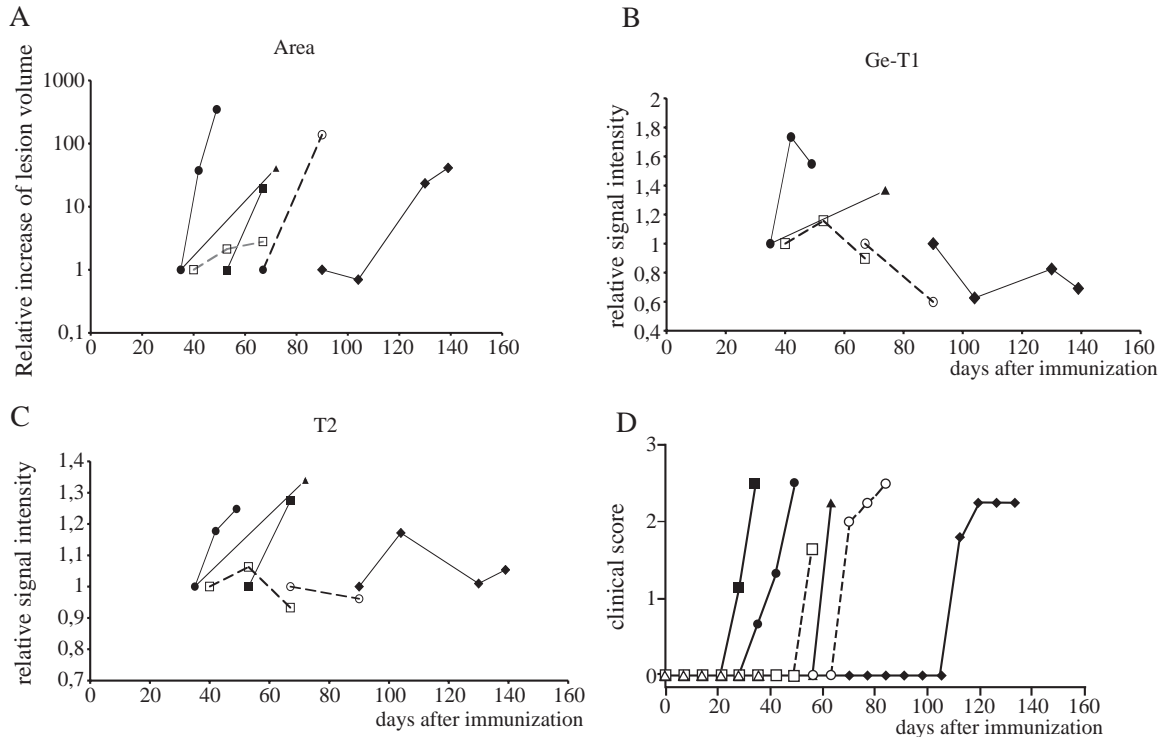 A
Area
Relative increase of lesion volume
1000
100
10
1
0,1
0 20 40 60 80 100 120 140 160
B
Ge-T1
relative signal intensity
2
1,8
1,6
1,4
1,2
1
0,8
0,6
0,4
0 20 40 60 80 100 120 140 160
days after immunization
C
T2
relative signal intensity
1,4
1,3
1,2
1,1
1
0,9
0,8
0,7
0 20 40 60 80 100 120 140 160
days after immunization
D
clinical score
3
2
1
0
0 20 40 60 80 100 120 140 160
days after immunization